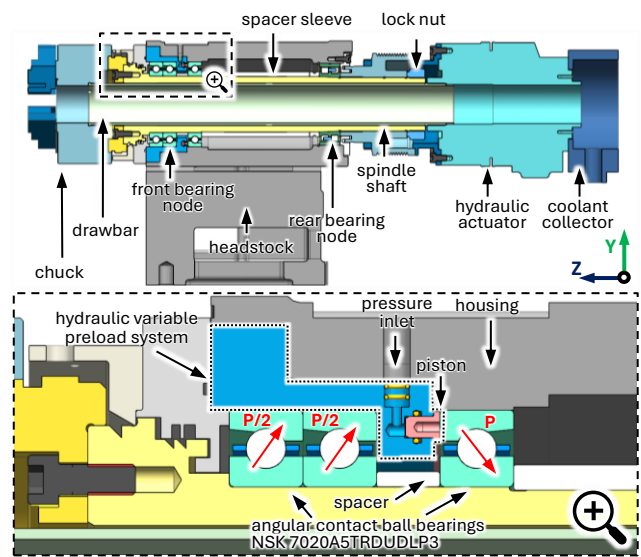 spacer sleeve
lock nut
front bearing
node
spindle
shaft
rear bearing
node
hydraulic
actuator
coolant
collector
drawbar
headstock
chuck
Y
Z
hydraulic variable
preload system
pressure
inlet
housing
piston
P/2
P/2
P
spacer
angular contact ball bearings
NSK 7020A5TRDUDLP3